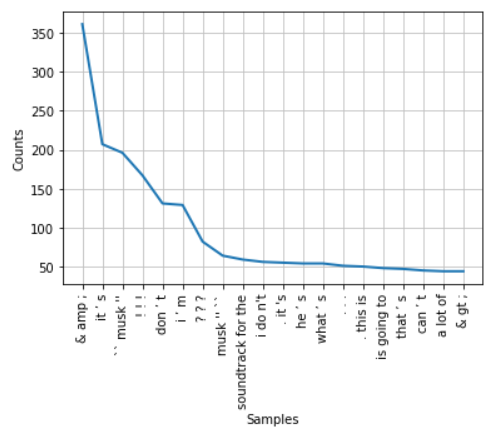 350
300
250
200
150
100
50
Counts
& amp ;
it ’ s
`` musk ''
! ! !
don ’ t
i ’ m
? ? ?
musk '' ``
soundtrack for the
i do n't
. it's
he ’ s
what ’ s
. . .
. this is
is going to
that ’ s
can ’ t
a lot of
& gt ;
Samples